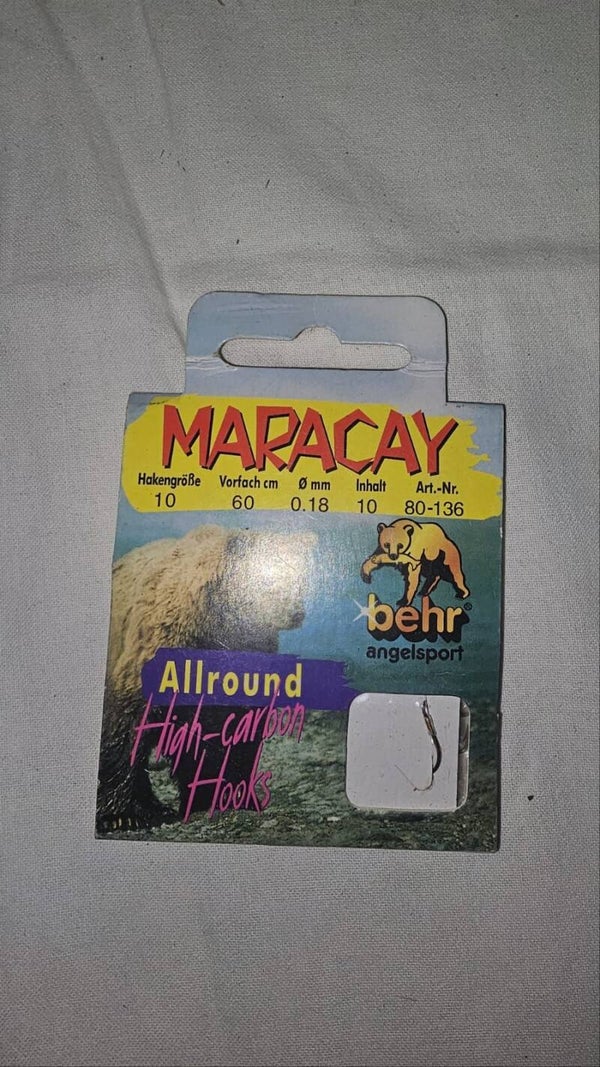 MARACAY
Hakengröße Vorfach cm Ø mm Inhalt Art.-Nr.
10 60 0.18 10 80-136
behr®
angelsport
Allround
High-carbon
Hooks